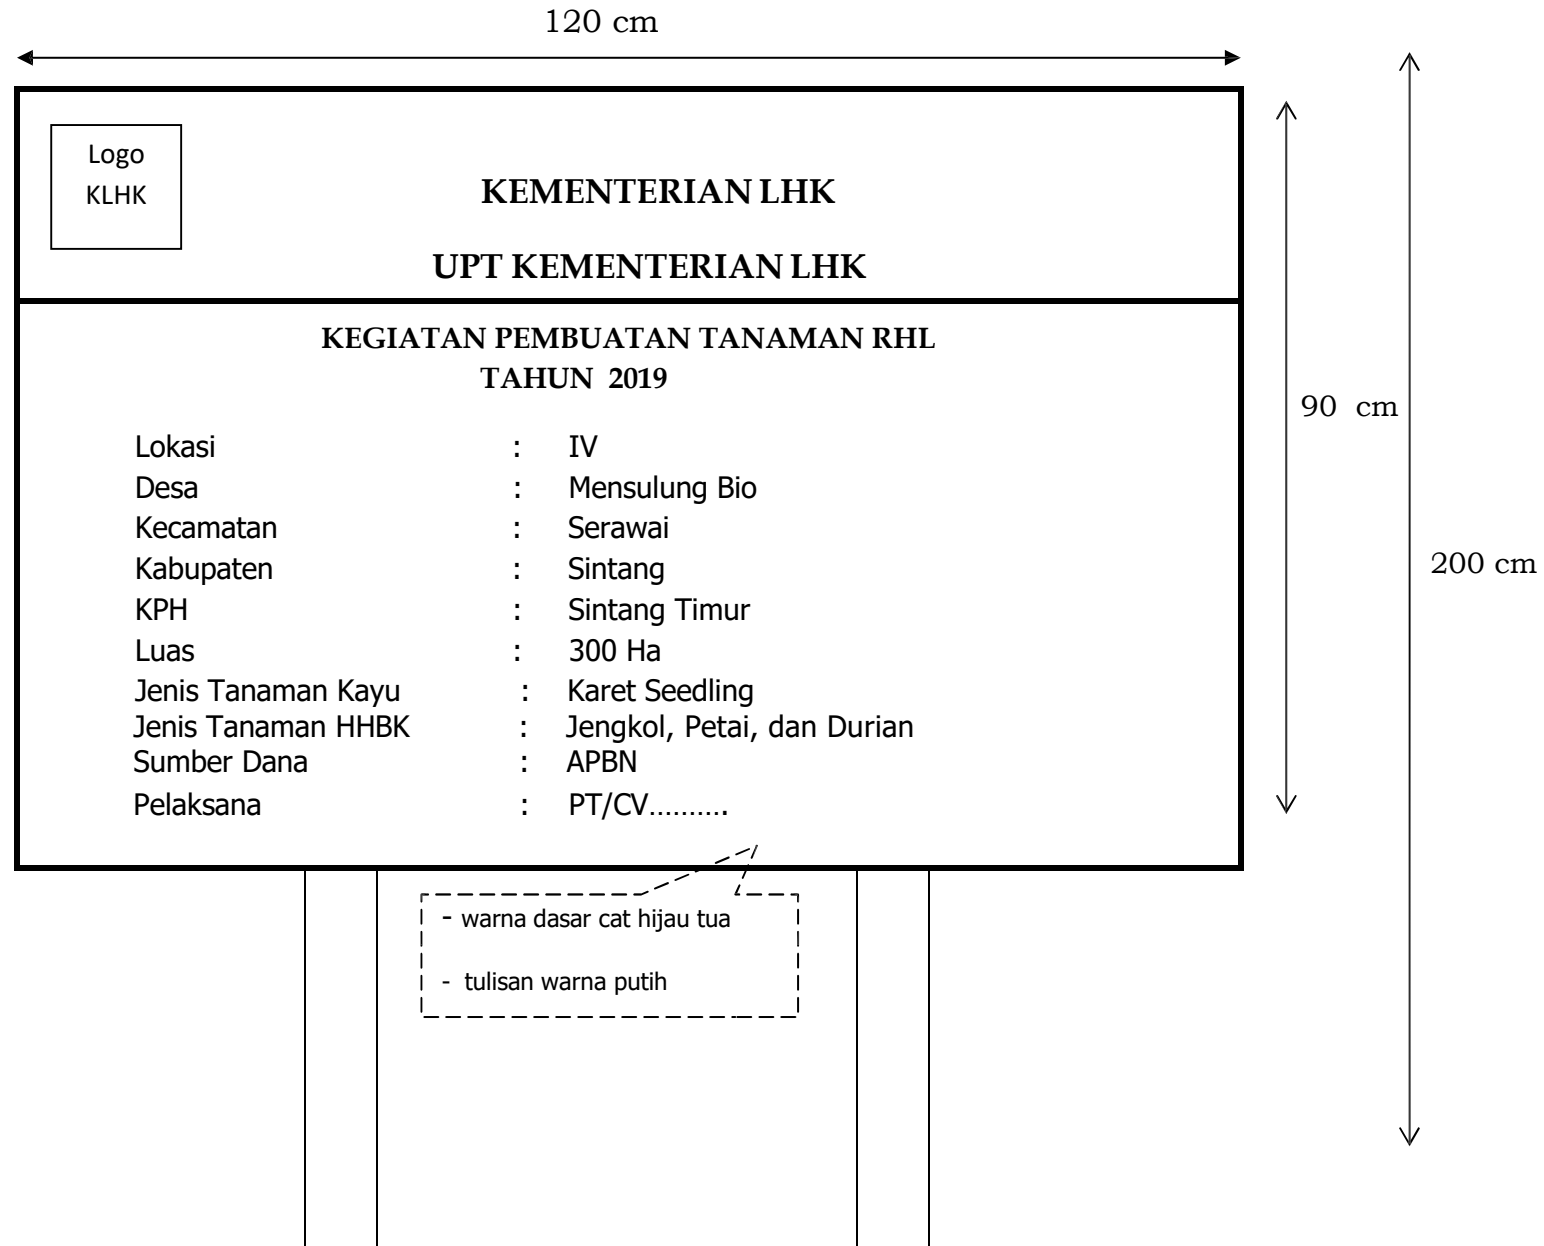 120 cm
Logo
KLHK
KEMENTERIAN LHK
UPT KEMENTERIAN LHK
KEGIATAN PEMBUATAN TANAMAN RHL
TAHUN 2019
Lokasi : IV
Desa : Mensulung Bio
Kecamatan : Serawai
Kabupaten : Sintang
KPH : Sintang Timur
Luas : 300 Ha
Jenis Tanaman Kayu : Karet Seedling
Jenis Tanaman HHBK : Jengkol, Petai, dan Durian
Sumber Dana : APBN
Pelaksana : PT/CV……….
90 cm
200 cm
- warna dasar cat hijau tua
- tulisan warna putih